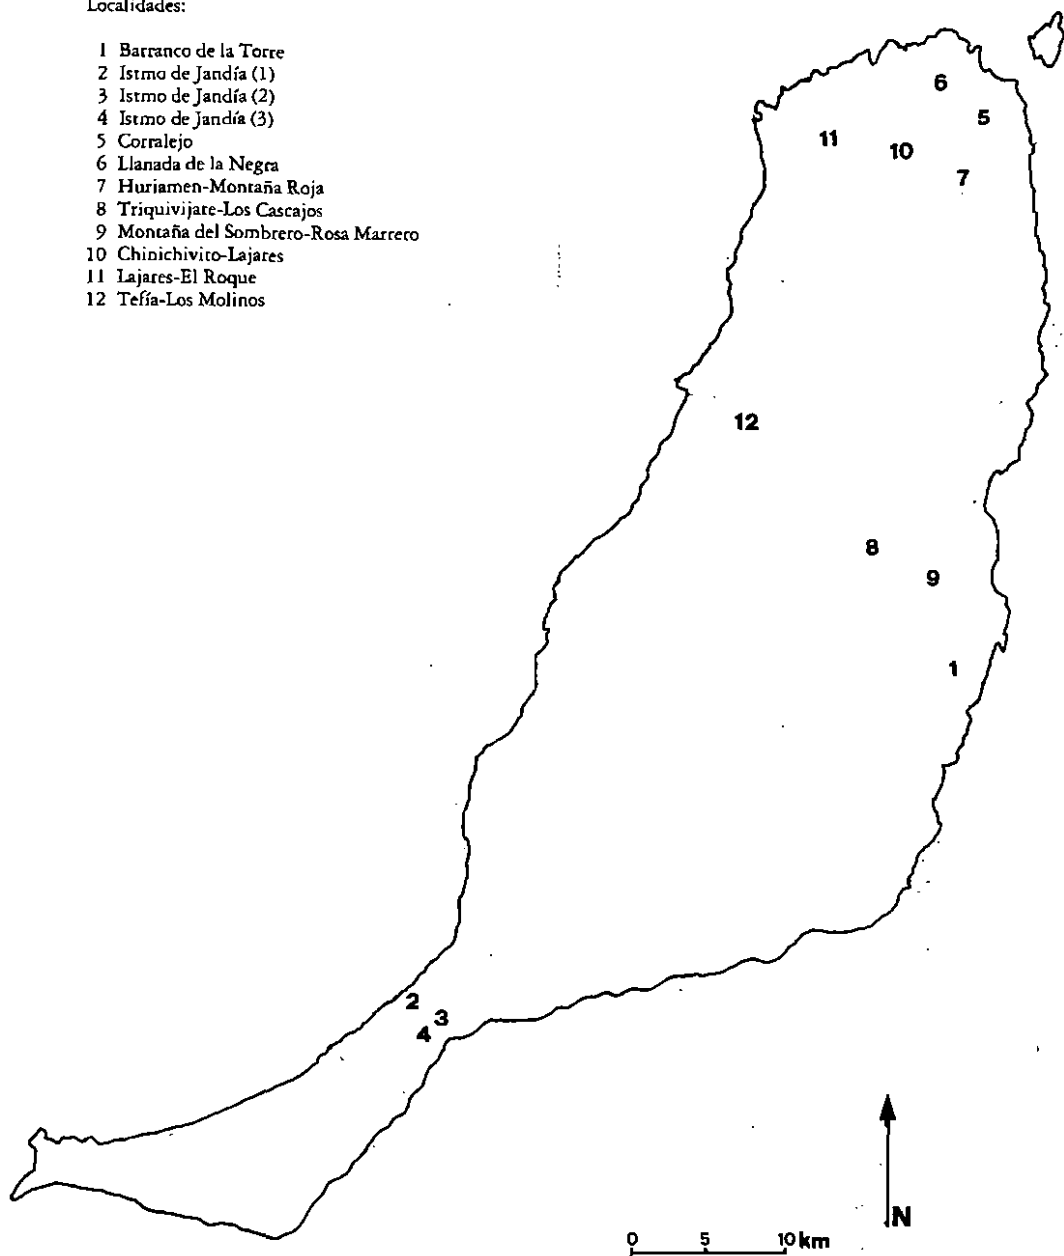 Localidades:
1 Barranco de la Torre
2 Istmo de Jandía (1)
3 Istmo de Jandía (2)
4 Istmo de Jandía (3)
5 Corralejo
6 Llanada de la Negra
7 Huriamen-Montaña Roja
8 Triquivijate-Los Cascajos
9 Montaña del Sombrero-Rosa Marrero
10 Chinichivito-Lajares
11 Lajares-El Roque
12 Tefía-Los Molinos
6
5
11
10
7
12
8
9
1
2
3
4
N
0 5 10 km